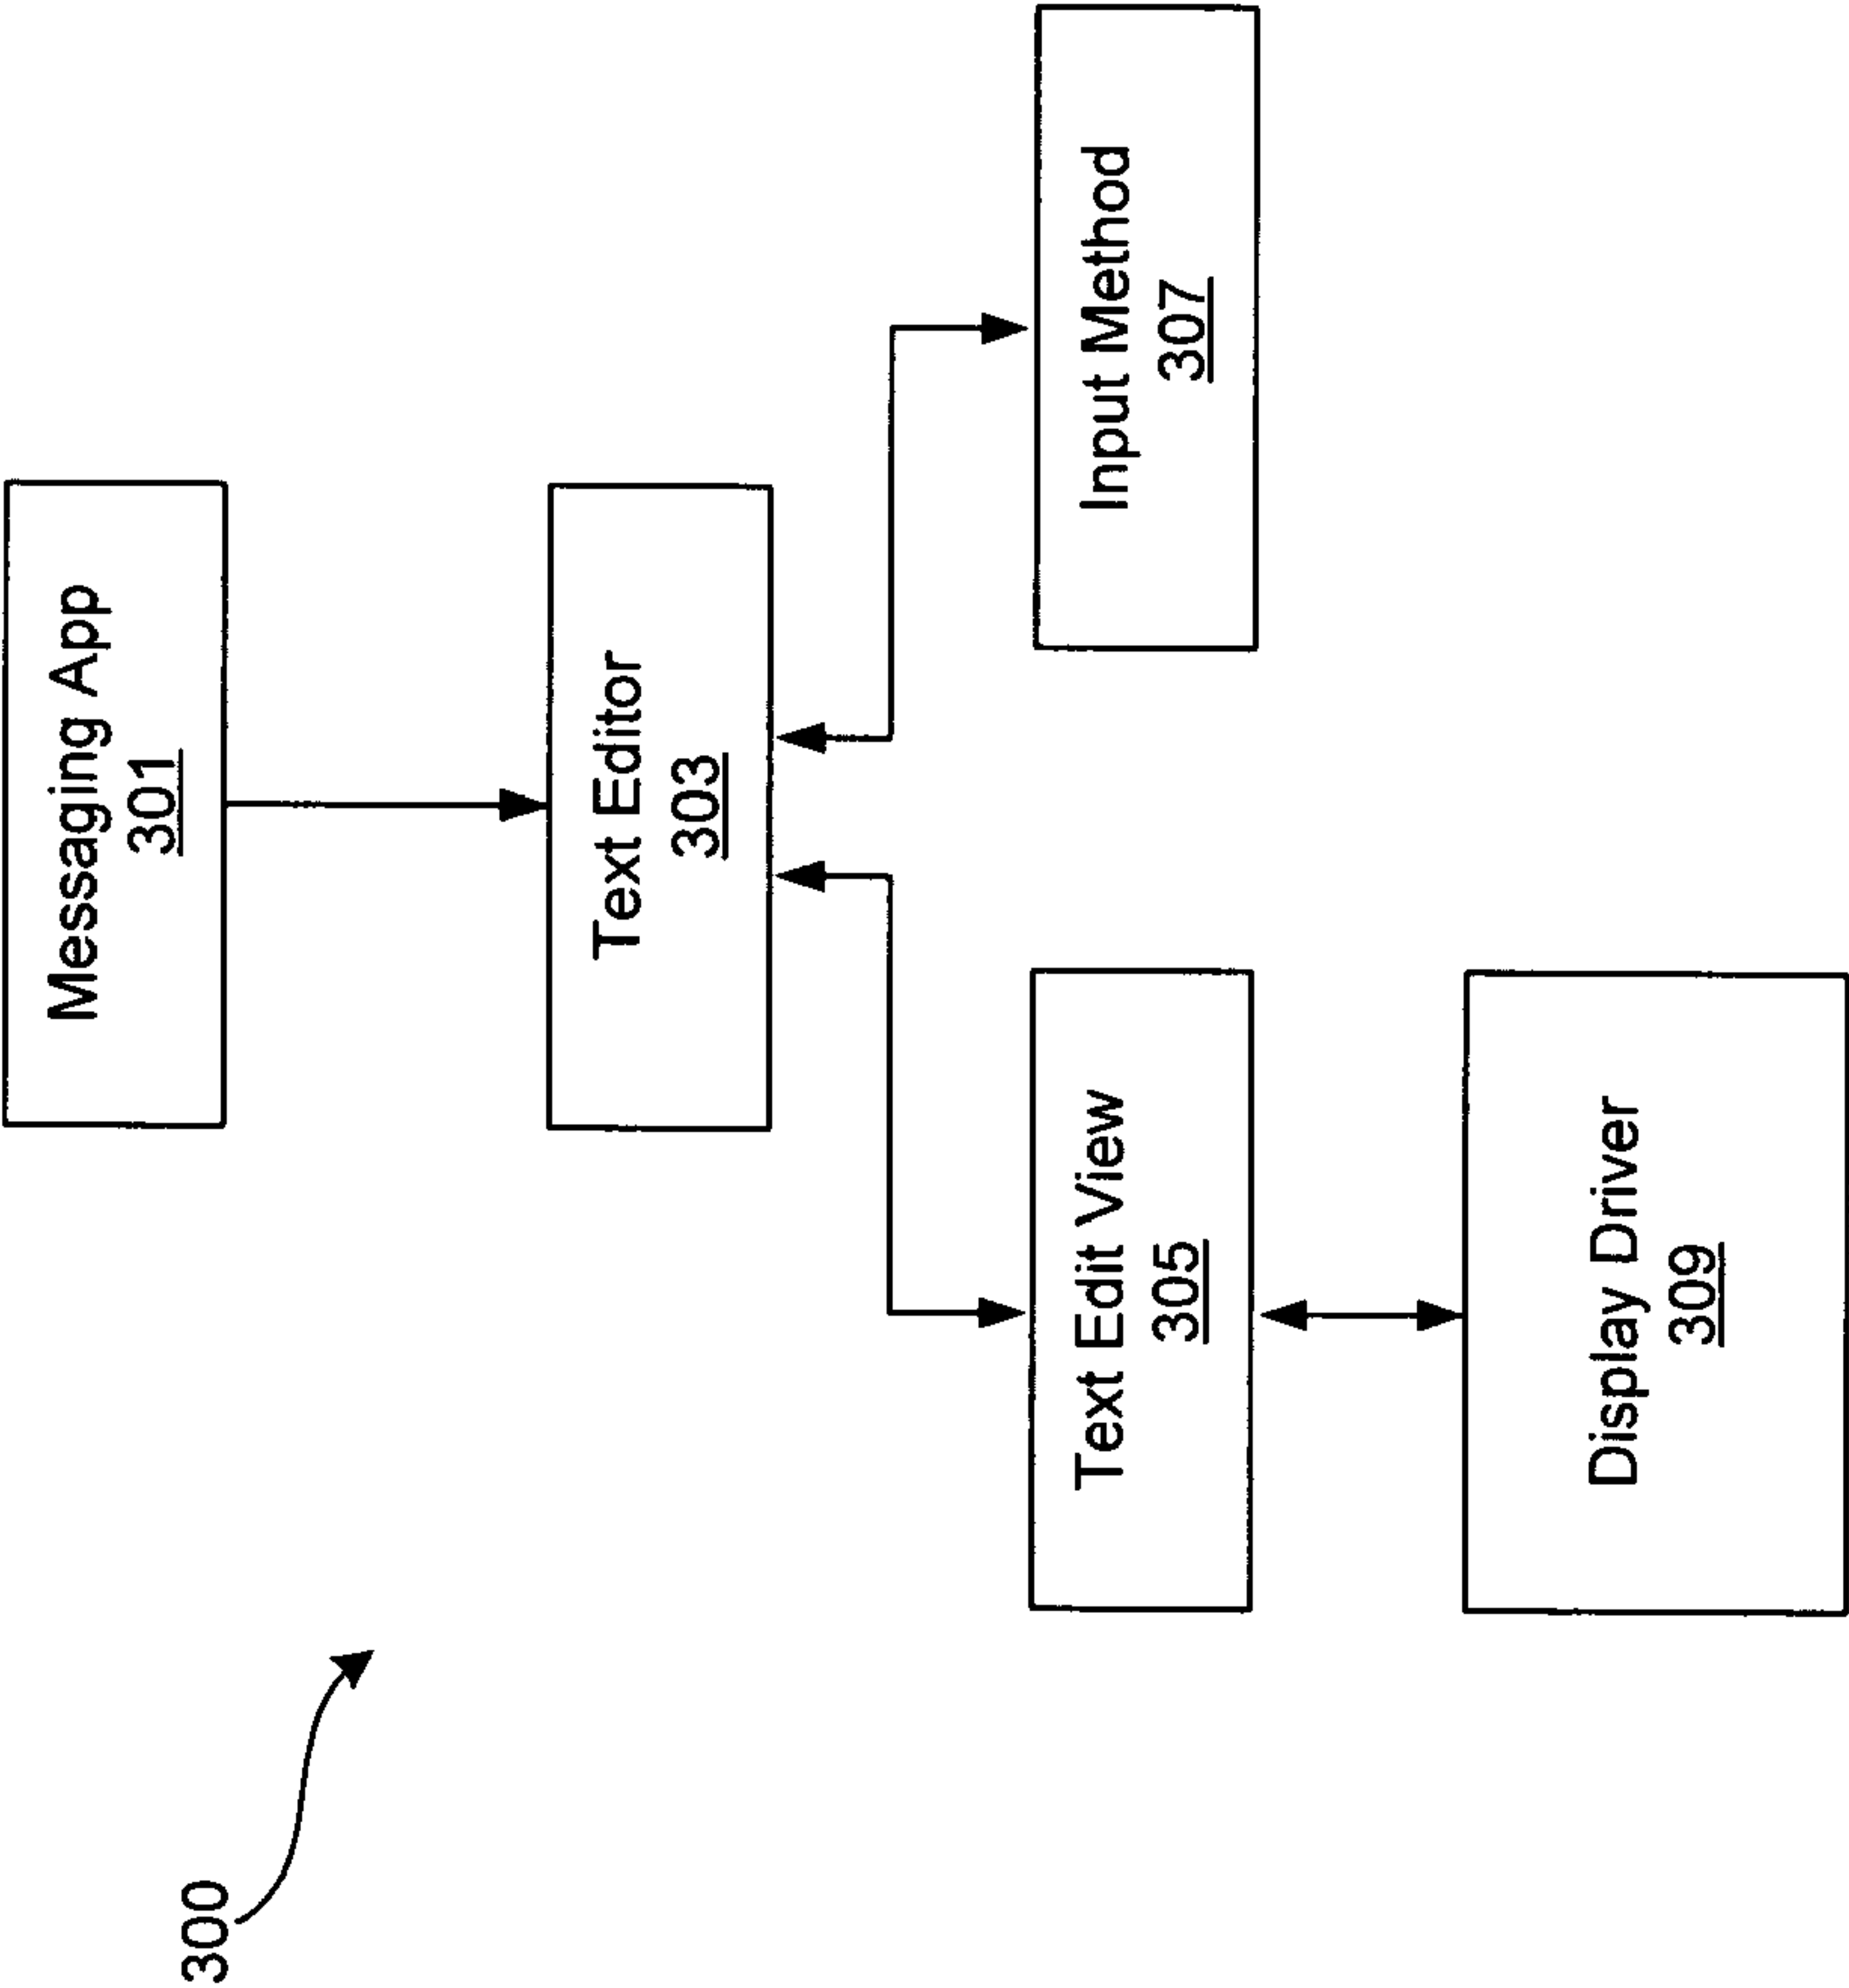 300
Messaging App
301
Text Editor
303
Text Edit View
305
Input Method
307
Display Driver
309